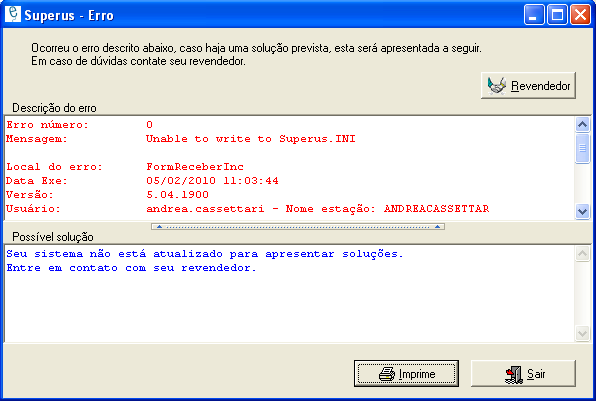 Superus - Erro
Ocorreu o erro descrito abaixo, caso haja uma solução prevista, esta será apresentada a seguir.
Em caso de dúvidas contate seu revendedor.
Revendedor
Descrição do erro
Erro número: 0
Mensagem: Unable to write to Superus.INI
Local do erro: FormReceberInc
Data Exe: 05/02/2010 11:03:44
Versão: 5.04.1900
Usuário: andrea.cassettari - Nome estação: ANDREACASSETTAR
Possível solução
Seu sistema não está atualizado para apresentar soluções.
Entre em contato com seu revendedor.
Imprime
Sair